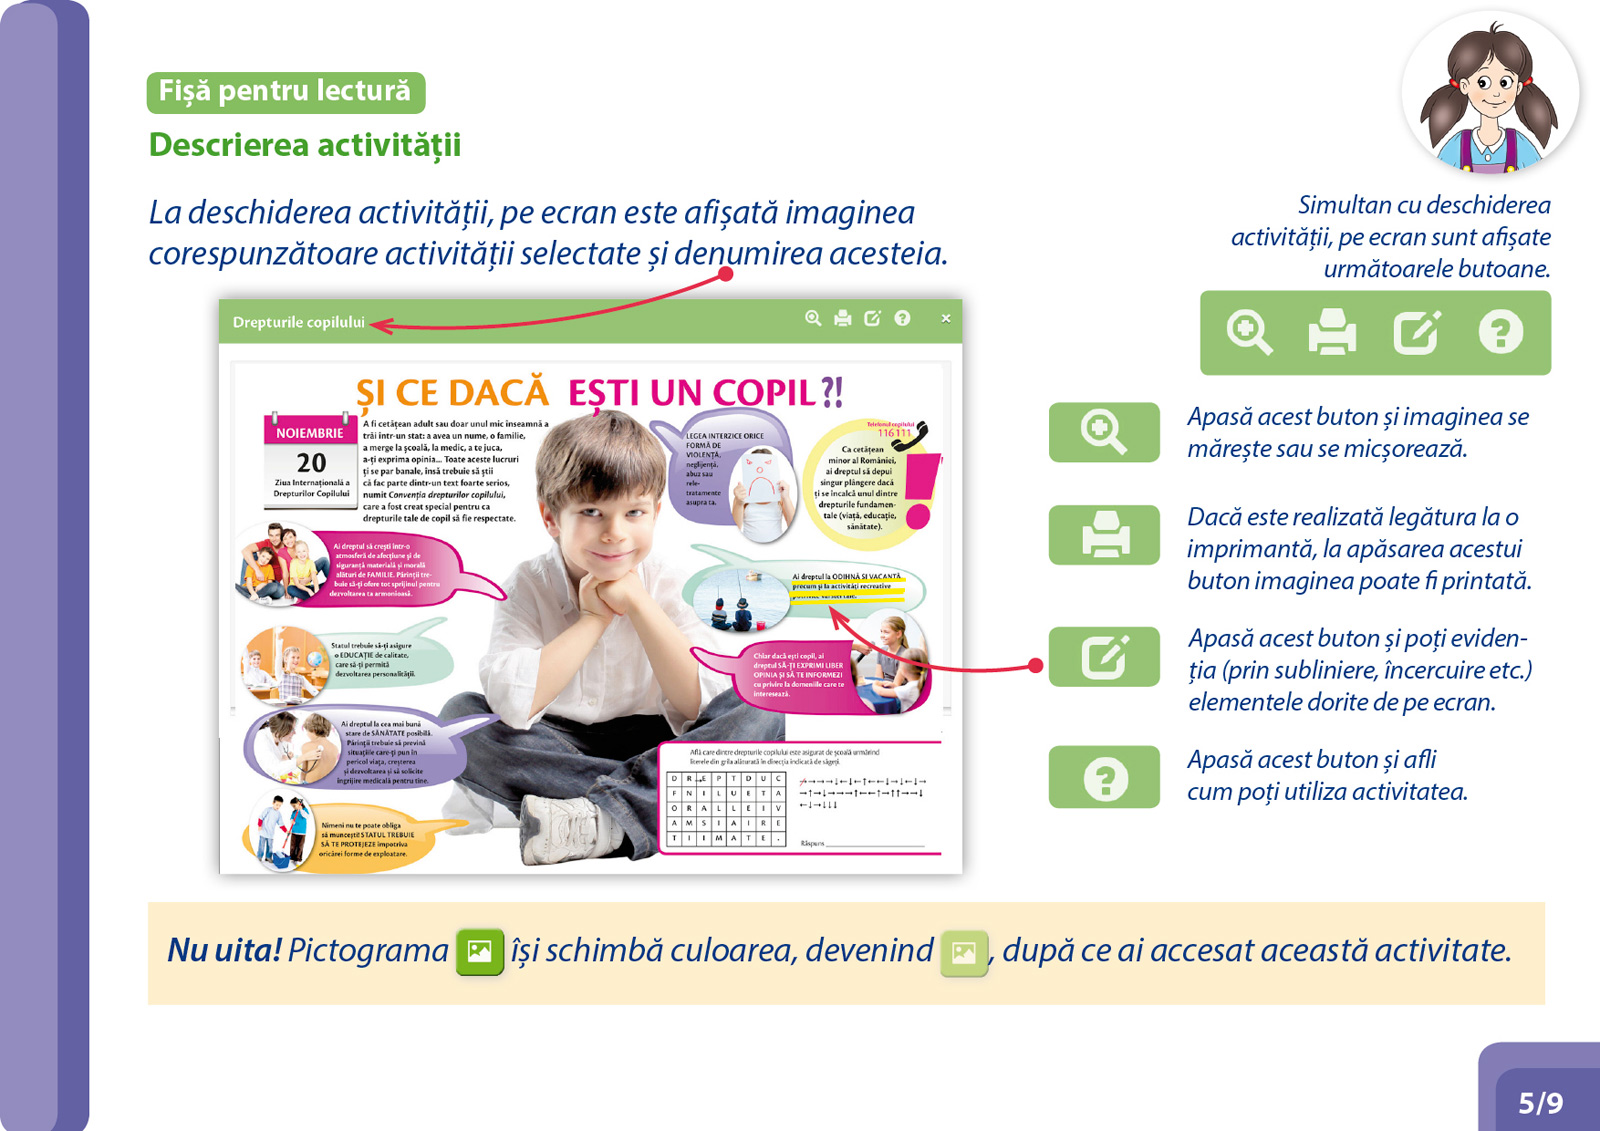 Fișă pentru lectură
Descrierea activității
La deschiderea activității, pe ecran este afișată imaginea
corespunzătoare activității selectate și denumirea acesteia.
Simultan cu deschiderea
activității, pe ecran sunt afișate
următoarele butoane.
Drepturile copilului
ȘI CE DACĂ EȘTI UN COPIL?!
NOIEMBRIE
20
Ziua Internațională a
Drepturilor Copilului
A fi cetățean adult sau doar unul mic înseamnă a
trăi într-un stat: a avea un nume, o familie,
a merge la școală, la medic, a te juca,
a-ți exprima opinia... Toate aceste lucruri
ți se par banale, însă trebuie să știi
că fac parte dintr-un text foarte serios,
numit Convenția drepturilor copilului,
care a fost creat special pentru ca
drepturile tale de copil să fie respectate.
LEGEA INTERZICE ORICE
FORMĂ DE
VIOLENȚĂ,
neglijență,
abuz sau
rele-
tratamente
asupra ta.
Telefonul copilului
116 111
Ca cetățean
minor al României,
ai dreptul să depui
singur plângere dacă
ți se încalcă unul dintre
drepturile fundamen-
tale (viață, educație,
sănătate).
Ai dreptul să crești într-o
atmosferă de afecțiune și de
siguranță materială și morală
alături de FAMILIE. Părinții tre-
buie să-ți ofere tot sprijinul pentru
dezvoltarea ta armonioasă.
Ai dreptul la ODIHNĂ SI VACANȚĂ
precum și la activități recreative
Statul trebuie să-ți asigure
o EDUCAȚIE de calitate,
care să-ți permită
dezvoltarea personalității.
Chiar dacă ești copil, ai
dreptul SĂ-ȚI EXPRIMI LIBER
OPINIA ȘI SĂ TE INFORMEZI
cu privire la domeniile care te
interesează.
Ai dreptul la cea mai bună
stare de SĂNĂTATE posibilă.
Părinții trebuie să prevină
situațiile care-ți pun în
pericol viața, creșterea
și dezvoltarea și să solicite
îngrijire medicală pentru tine.
Nimeni nu te poate obliga
să muncești! STATUL TREBUIE
SĂ TE PROTEJEZE împotriva
oricărei forme de exploatare.
Află care dintre drepturile copilului este asigurat de școală urmărind
literele din grila alăturată în direcția indicată de săgeți.
D R E P T D U C
F N I L U E T A
O R A L L E I V
A M S I A I R E
T I I M A T E .
Răspuns
Apasă acest buton și imaginea se
mărește sau se micșorează.
Dacă este realizată legătura la o
imprimantă, la apăsarea acestui
buton imaginea poate fi printată.
Apasă acest buton și poți eviden-
ția (prin subliniere, încercuire etc.)
elementele dorite de pe ecran.
Apasă acest buton și afli
cum poți utiliza activitatea.
Nu uita! Pictograma își schimbă culoarea, devenind , după ce ai accesat această activitate.
5/9